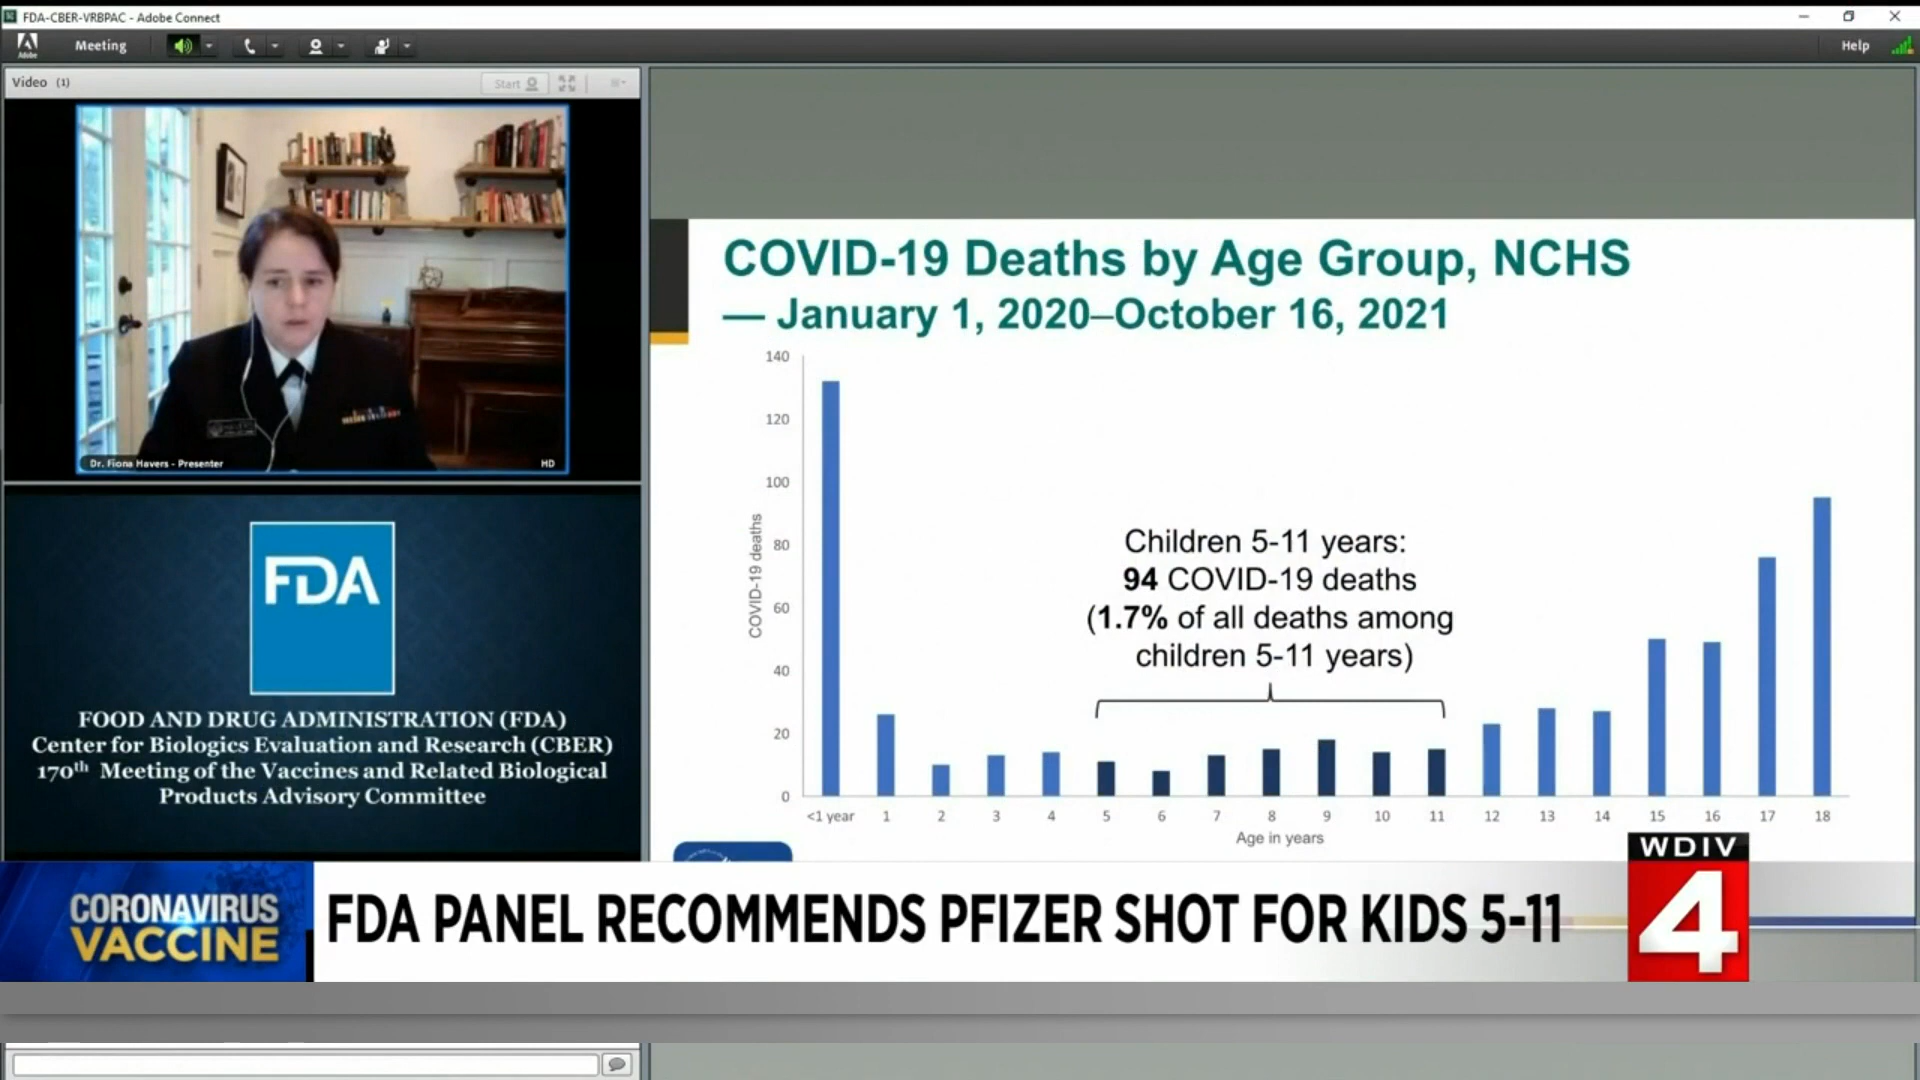 FDA-CBER-VRBPAC - Adobe Connect
Adobe
Meeting
Help
Video (1)
Start
Dr. Fiona Havers - Presenter
HD
FDA
FOOD AND DRUG ADMINISTRATION (FDA)
Center for Biologics Evaluation and Research (CBER)
170th Meeting of the Vaccines and Related Biological
Products Advisory Committee
COVID-19 Deaths by Age Group, NCHS
— January 1, 2020–October 16, 2021
140
120
100
80
60
40
20
0
COVID-19 deaths
Children 5-11 years:
94 COVID-19 deaths
(1.7% of all deaths among
children 5-11 years)
<1 year 1 2 3 4 5 6 7 8 9 10 11 12 13 14 15 16 17 18
Age in years
CORONAVIRUS
VACCINE
FDA PANEL RECOMMENDS PFIZER SHOT FOR KIDS 5-11
WDIV
4